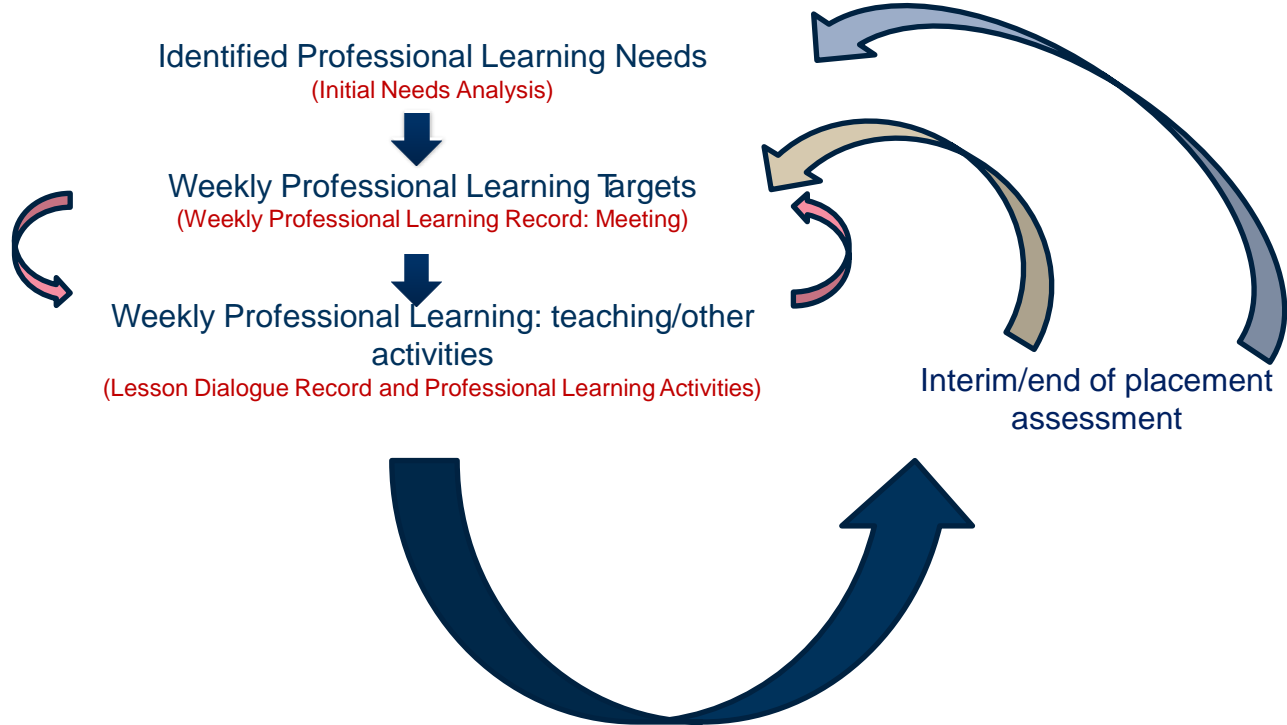 Identified Professional Learning Needs
(Initial Needs Analysis)
Weekly Professional Learning Targets
(Weekly Professional Learning Record: Meeting)
Weekly Professional Learning: teaching/other
activities
(Lesson Dialogue Record and Professional Learning Activities)
Interim/end of placement
assessment